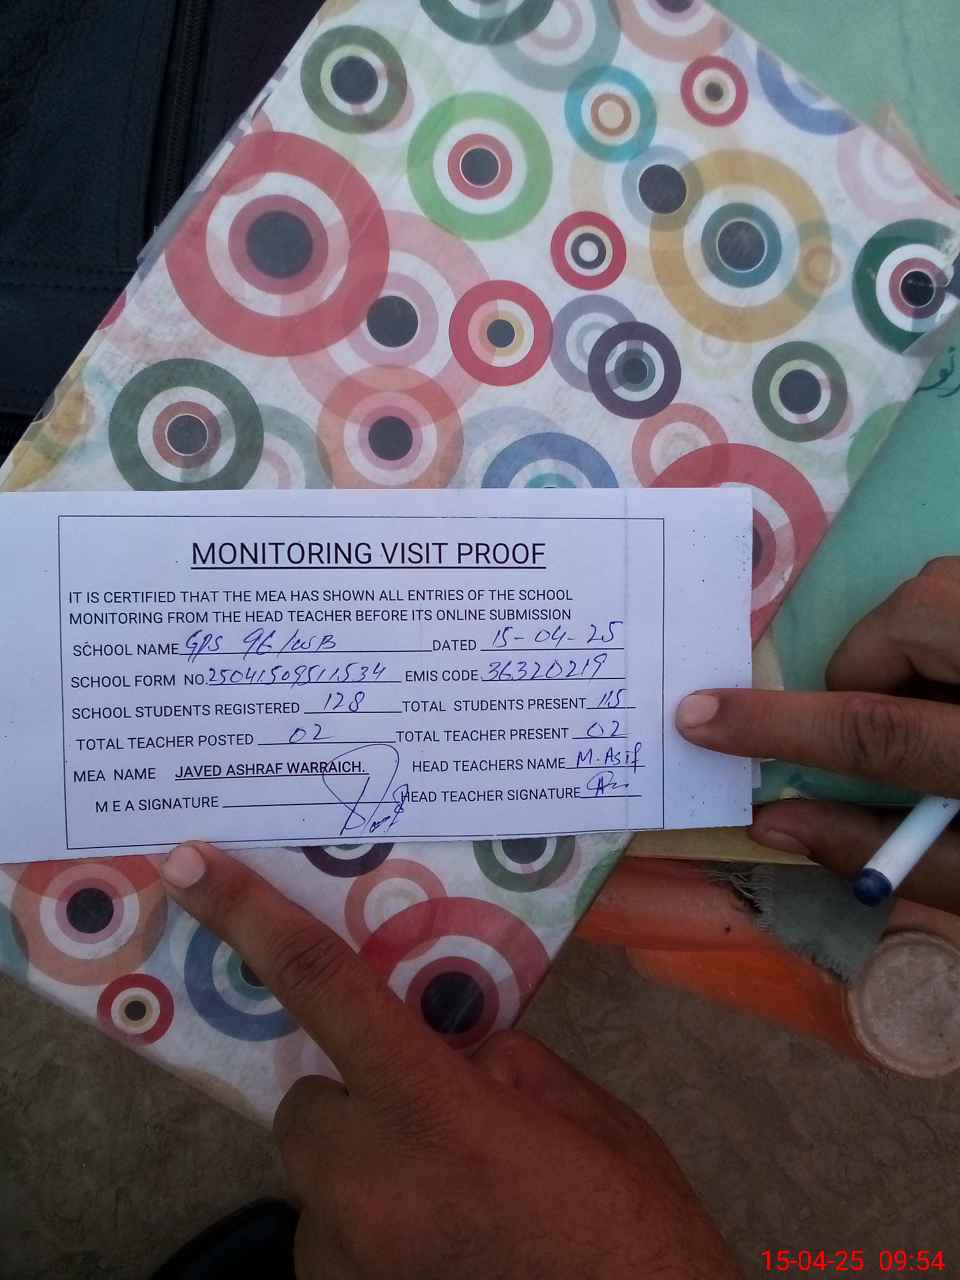 MONITORING VISIT PROOF
IT IS CERTIFIED THAT THE MEA HAS SHOWN ALL ENTRIES OF THE SCHOOL
MONITORING FROM THE HEAD TEACHER BEFORE ITS ONLINE SUBMISSION
SCHOOL NAME GPS 96/WB DATED 15-04-25
SCHOOL FORM NO. 25041509511534 EMIS CODE 36320219
SCHOOL STUDENTS REGISTERED 128 TOTAL STUDENTS PRESENT 115
TOTAL TEACHER POSTED 02 TOTAL TEACHER PRESENT 02
MEA NAME JAVED ASHRAF WARRAICH. HEAD TEACHERS NAME M. Asif
M E A SIGNATURE HEAD TEACHER SIGNATURE
15-04-25 09:54